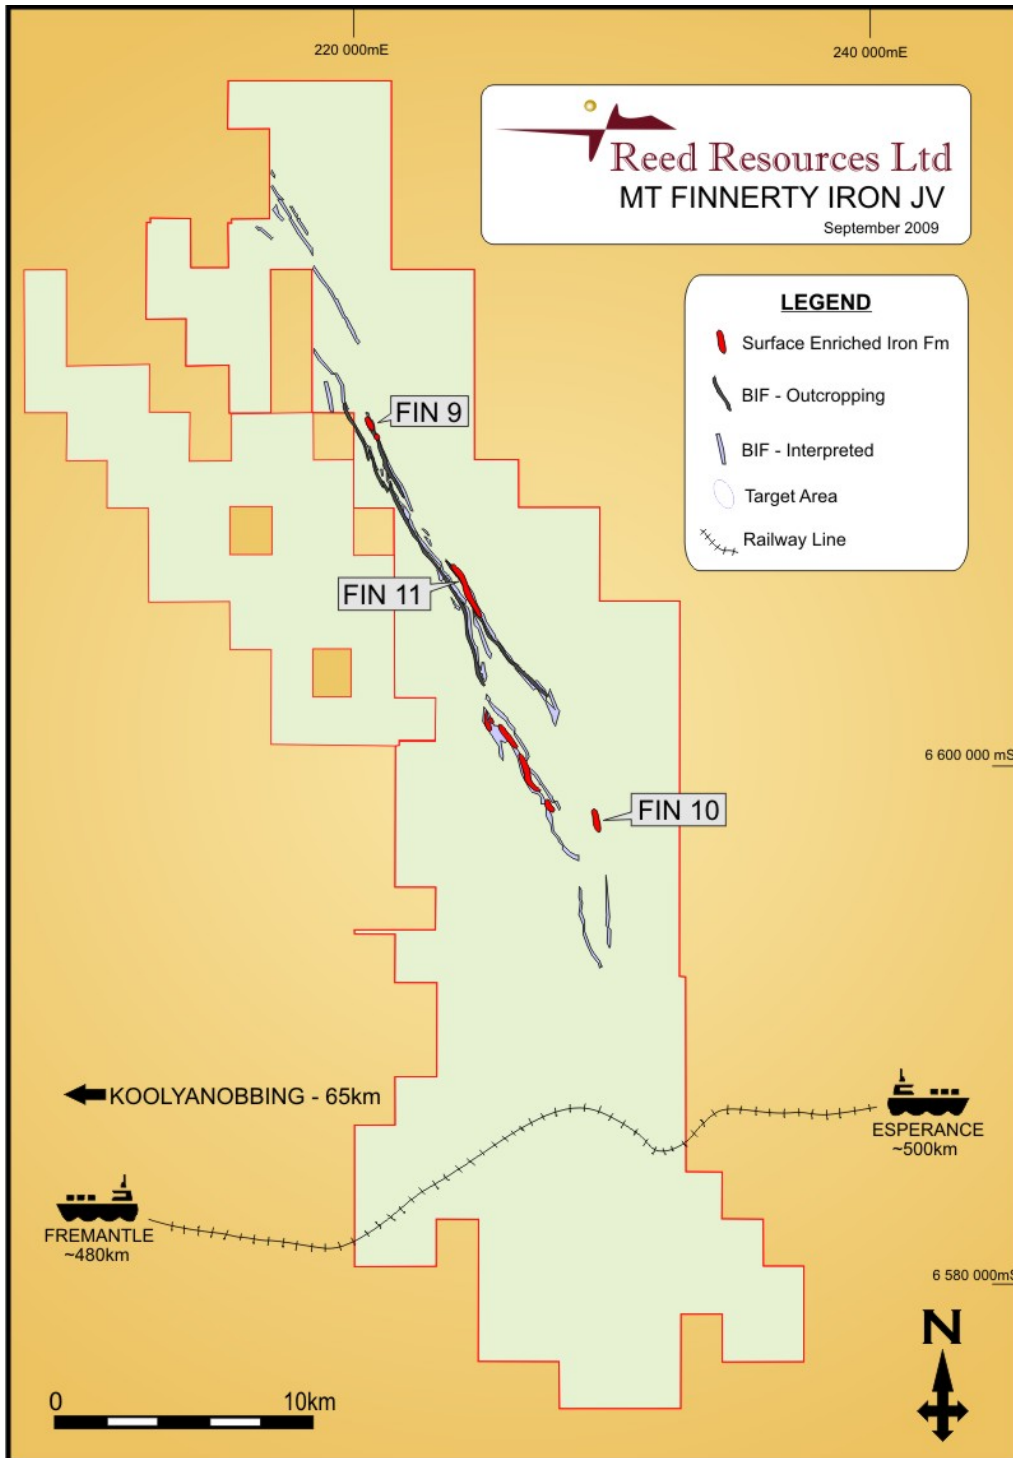 220 000mE
240 000mE
Reed Resources Ltd
MT FINNERTY IRON JV
September 2009
LEGEND
Surface Enriched Iron Fm
BIF - Outcropping
BIF - Interpreted
Target Area
Railway Line
FIN 9
FIN 11
6 600 000 mS
FIN 10
KOOLYANOBBING - 65km
ESPERANCE
~500km
FREMANTLE
~480km
6 580 000mS
N
0
10km